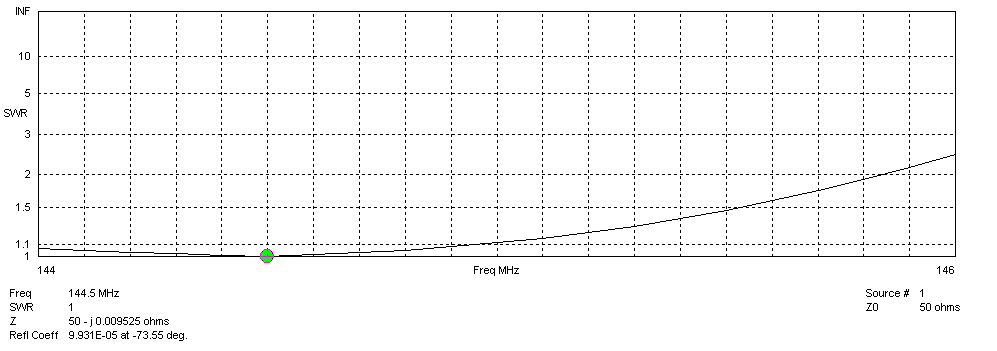 INF
10
5
SWR
3
2
1.5
1.1
1
144 Freq MHz 146
Freq 144.5 MHz Source # 1
SWR 1 Z0 50 ohms
Z 50 - j 0.009525 ohms
Refl Coeff 9.931E-05 at -73.55 deg.